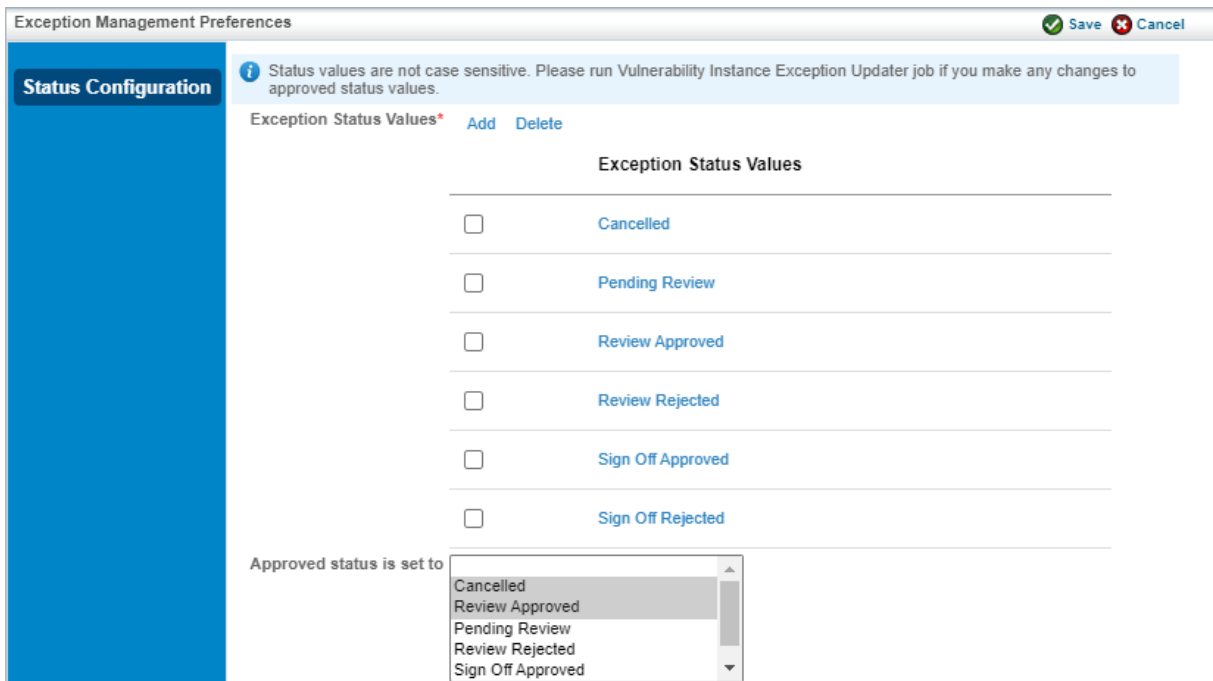 Exception Management Preferences
Save Cancel
Status Configuration
Status values are not case sensitive. Please run Vulnerability Instance Exception Updater job if you make any changes to
approved status values.
Exception Status Values* Add Delete
Exception Status Values
Cancelled
Pending Review
Review Approved
Review Rejected
Sign Off Approved
Sign Off Rejected
Approved status is set to
Cancelled
Review Approved
Pending Review
Review Rejected
Sign Off Approved